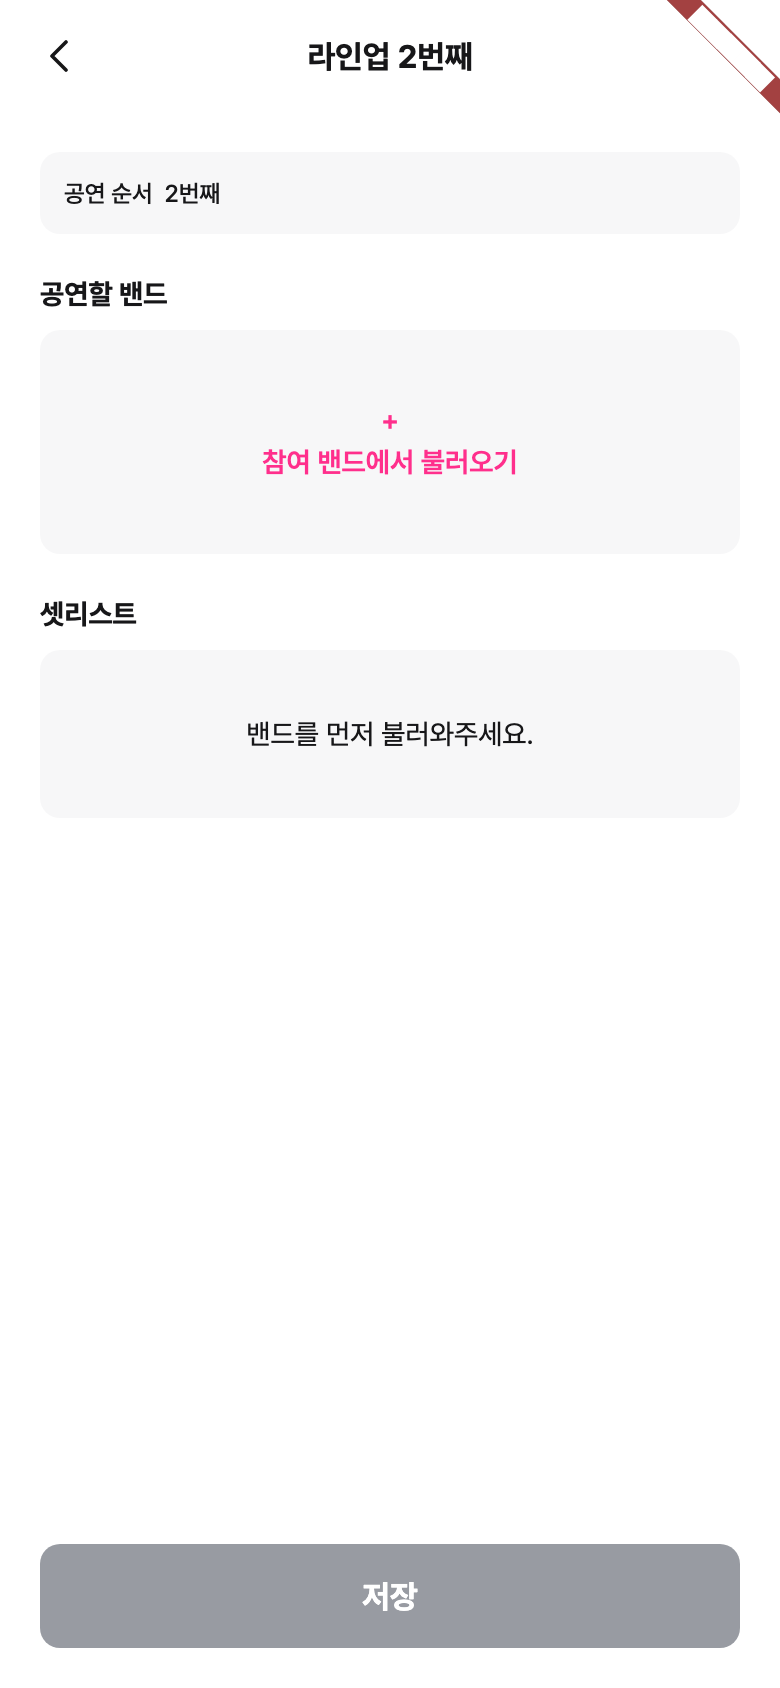 라인업 2번째
공연 순서 2번째
공연할 밴드
+
참여 밴드에서 불러오기
셋리스트
밴드를 먼저 불러와주세요.
저장